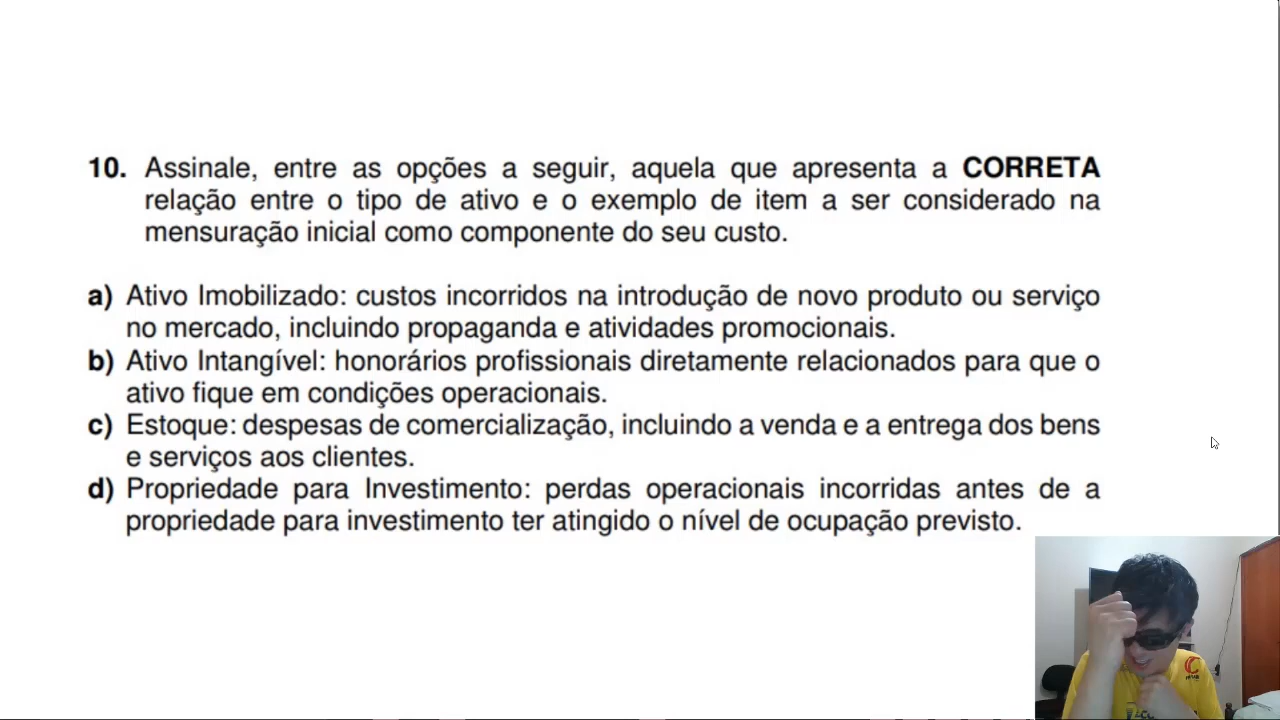 10. Assinale, entre as opções a seguir, aquela que apresenta a CORRETA
relação entre o tipo de ativo e o exemplo de item a ser considerado na
mensuração inicial como componente do seu custo.
a) Ativo Imobilizado: custos incorridos na introdução de novo produto ou serviço
no mercado, incluindo propaganda e atividades promocionais.
b) Ativo Intangível: honorários profissionais diretamente relacionados para que o
ativo fique em condições operacionais.
c) Estoque: despesas de comercialização, incluindo a venda e a entrega dos bens
e serviços aos clientes.
d) Propriedade para Investimento: perdas operacionais incorridas antes de a
propriedade para investimento ter atingido o nível de ocupação previsto.